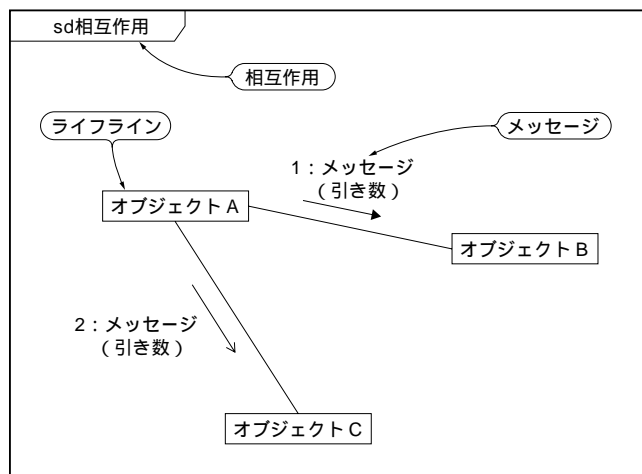 sd相互作用
相互作用
ライフライン
メッセージ
1：メッセージ
（引き数）
オブジェクトA
オブジェクトB
2：メッセージ
（引き数）
オブジェクトC